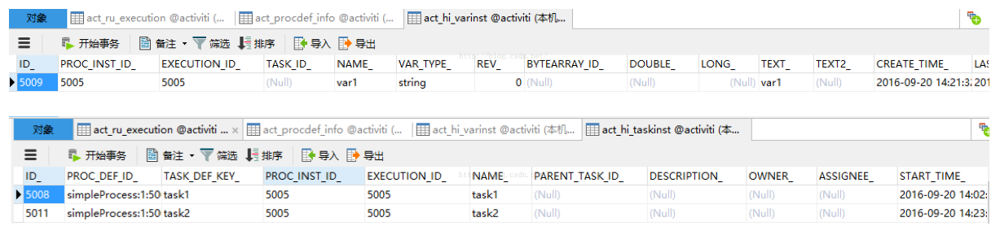 对象 act_ru_execution @activiti (... act_procdef_info @activiti (... act_hi_varinst @activiti (本机...
开始事务 备注 筛选 排序 导入 导出
http://blog.csdn.net/
ID_ PROC_INST_ID_ EXECUTION_ID_ TASK_ID_ NAME_ VAR_TYPE_ REV_ BYTEARRAY_ID_ DOUBLE_ LONG_ TEXT_ TEXT2_ CREATE_TIME_ LAS
5009 5005 5005 (Null) var1 string 0 (Null) (Null) (Null) var1 (Null) 2016-09-20 14:21:3 201
对象 act_ru_execution @activiti ... × act_procdef_info @activiti (... act_hi_varinst @activiti (本机... act_hi_taskinst @activiti (本...
开始事务 备注 筛选 排序 导入 导出
ID_ PROC_DEF_ID_ TASK_DEF_KEY_ PROC_INST_ID_ EXECUTION_ID_ NAME_ PARENT_TASK_ID_ DESCRIPTION_ OWNER_ ASSIGNEE_ START_TIME_
5008 simpleProcess:1:50 task1 5005 5005 task1 (Null) (Null) (Null) (Null) 2016-09-20 14:02:
5011 simpleProcess:1:50 task2 5005 5005 task2 (Null) (Null) (Null) (Null) 2016-09-20 14:23: